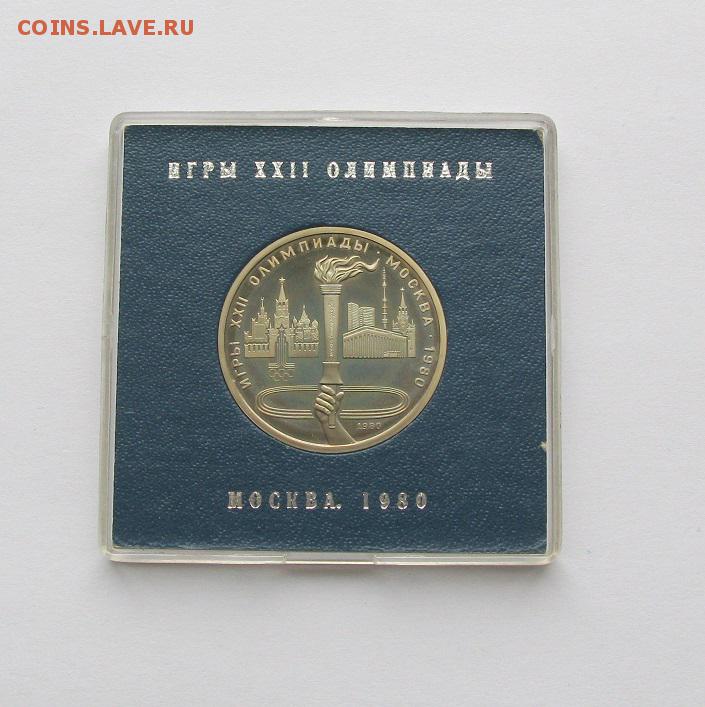 COINS.LAVE.RU
ИГРЫ XXII ОЛИМПИАДЫ
ИГРЫ XXII ОЛИМПИАДЫ · МОСКВА · 1980
1980
МОСКВА. 1980